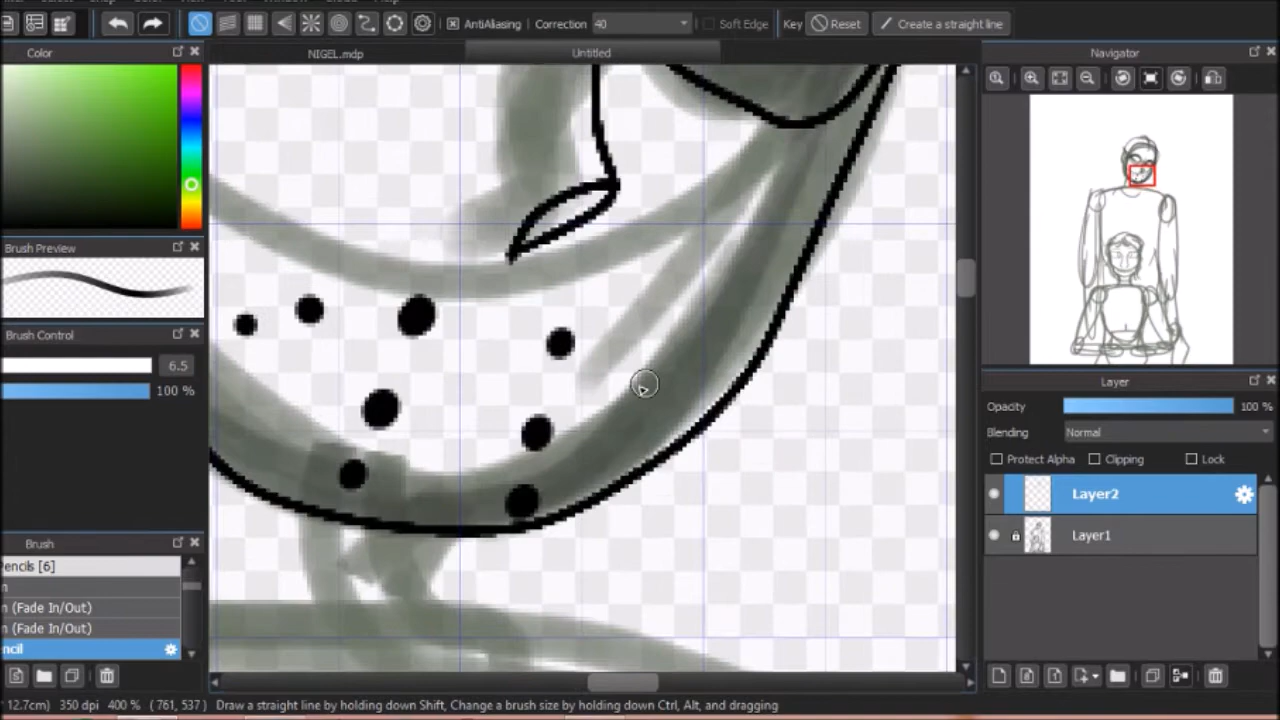 AntiAliasing Correction 40 Soft Edge Key Reset Create a straight line
Color
NIGEL.mdp Untitled
Navigator
Brush Preview
Brush Control
6.5
100 %
Layer
Opacity 100 %
Blending Normal
Protect Alpha Clipping Lock
Layer2
Layer1
Brush
Pencils [6]
n
n (Fade In/Out)
n (Fade In/Out)
ncil
12.7cm) 350 dpi 400 % ( 761, 537 ) Draw a straight line by holding down Shift, Change a brush size by holding down Ctrl, Alt, and dragging